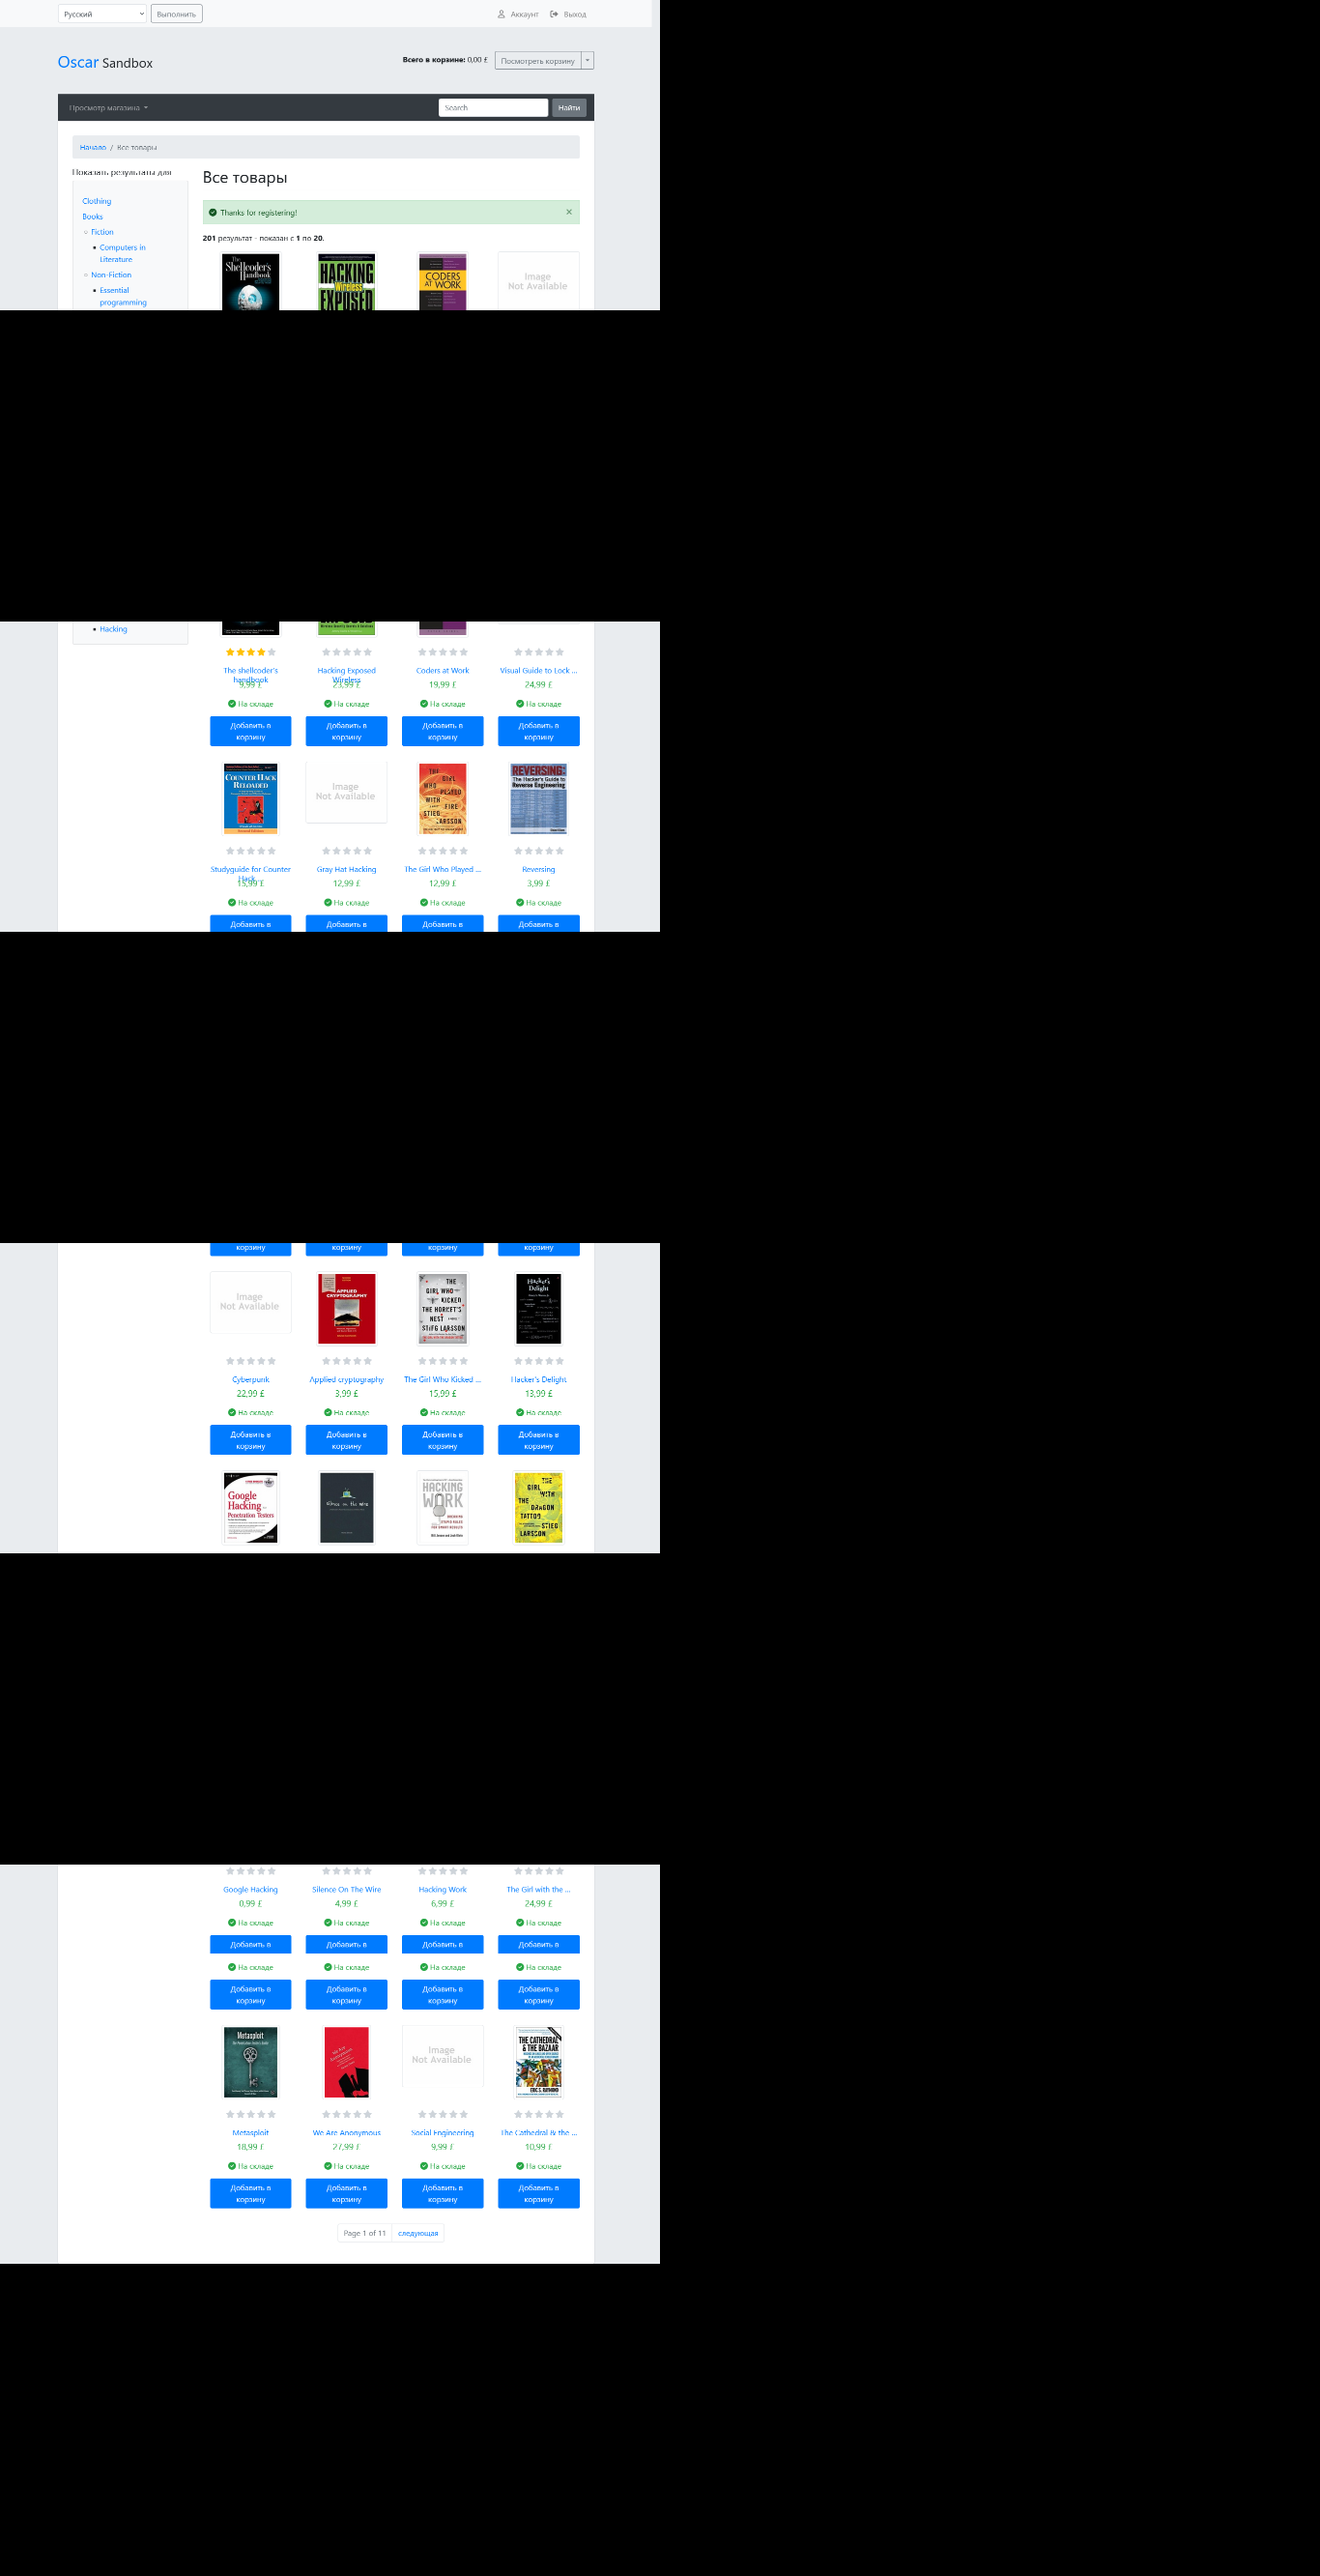 Русский Выполнить Аккаунт Выход
Oscar Sandbox Всего в корзине: 0,00 £ Посмотреть корзину
Просмотр магазина Search Найти
Начало / Все товары
Показать результаты для
Все товары
Clothing
Books
Fiction
Computers in
Literature
Non-Fiction
Essential
programming
Thanks for registering!
201 результат - показан с 1 по 20.
The Shellcoder's Handbook
HACKING Wireless EXPOSED
CODERS AT WORK
Image Not Available
Hacking
The shellcoder's handbook
Hacking Exposed Wireless
Coders at Work
Visual Guide to Lock ...
9,99 £ 23,99 £ 19,99 £ 24,99 £
На складе На складе На складе На складе
Добавить в корзину Добавить в корзину Добавить в корзину Добавить в корзину
COUNTER HACK RELOADED
Image Not Available
THE GIRL WHO PLAYED WITH FIRE STIEG LARSSON
REVERSING: The Hacker's Guide to Reverse Engineering
Studyguide for Counter Hack ...
Gray Hat Hacking
The Girl Who Played ...
Reversing
15,99 £ 12,99 £ 12,99 £ 3,99 £
На складе На складе На складе На складе
Добавить в Добавить в Добавить в Добавить в
корзину корзину корзину корзину
Image Not Available
APPLIED CRYPTOGRAPHY
THE GIRL WHO KICKED THE HORNET'S NEST STIEG LARSSON
Hacker's Delight
Cyberpunk Applied cryptography The Girl Who Kicked ... Hacker's Delight
22,99 £ 3,99 £ 15,99 £ 13,99 £
На складе На складе На складе На складе
Добавить в корзину Добавить в корзину Добавить в корзину Добавить в корзину
Google Hacking Penetration Testers
Silence on the wire
HACKING WORK
THE GIRL WITH THE DRAGON TATTOO STIEG LARSSON
Google Hacking Silence On The Wire Hacking Work The Girl with the ...
0,99 £ 4,99 £ 6,99 £ 24,99 £
На складе На складе На складе На складе
Добавить в Добавить в Добавить в Добавить в
На складе На складе На складе На складе
Добавить в корзину Добавить в корзину Добавить в корзину Добавить в корзину
Metasploit
We Are Anonymous
Image Not Available
THE CATHEDRAL & THE BAZAAR ERIC S. RAYMOND
Metasploit We Are Anonymous Social Engineering The Cathedral & the ...
18,99 £ 27,99 £ 9,99 £ 10,99 £
На складе На складе На складе На складе
Добавить в корзину Добавить в корзину Добавить в корзину Добавить в корзину
Page 1 of 11 следующая